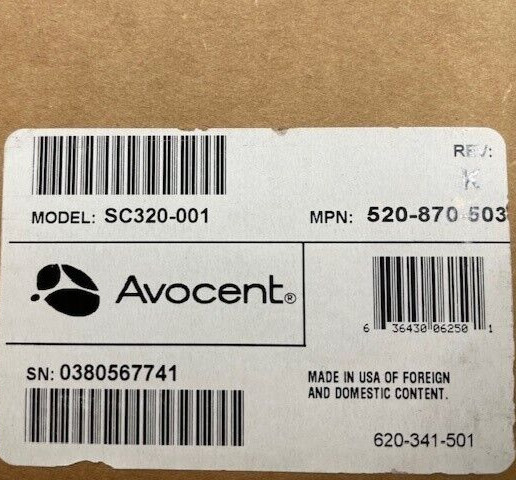 REV:
MODEL: SC320-001
MPN: 520-870-503
Avocent®
6 36430 06250 1
SN: 0380567741
MADE IN USA OF FOREIGN
AND DOMESTIC CONTENT.
620-341-501